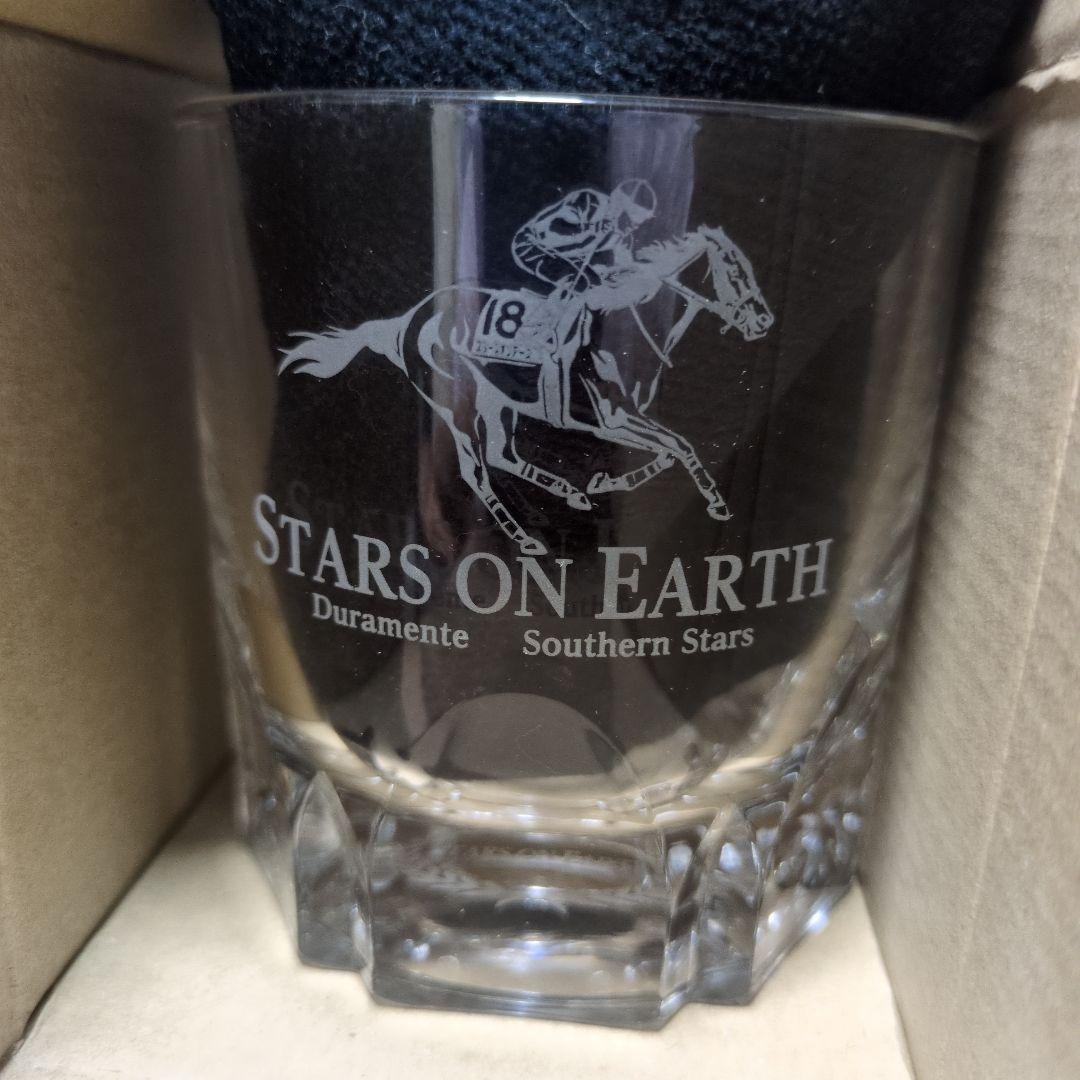 18
STARS ON EARTH
Duramente Southern Stars